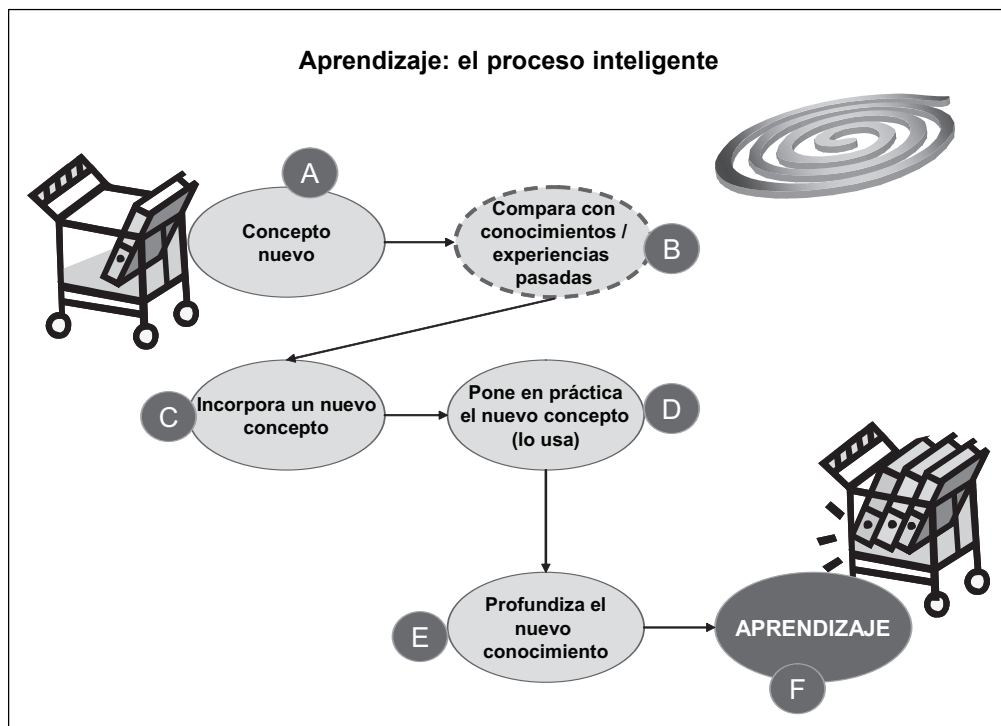 Aprendizaje: el proceso inteligente
A
Concepto
nuevo
Compara con
conocimientos /
experiencias
pasadas
B
C
Incorpora un nuevo
concepto
Pone en práctica
el nuevo concepto
(lo usa)
D
E
Profundiza el
nuevo
conocimiento
APRENDIZAJE
F